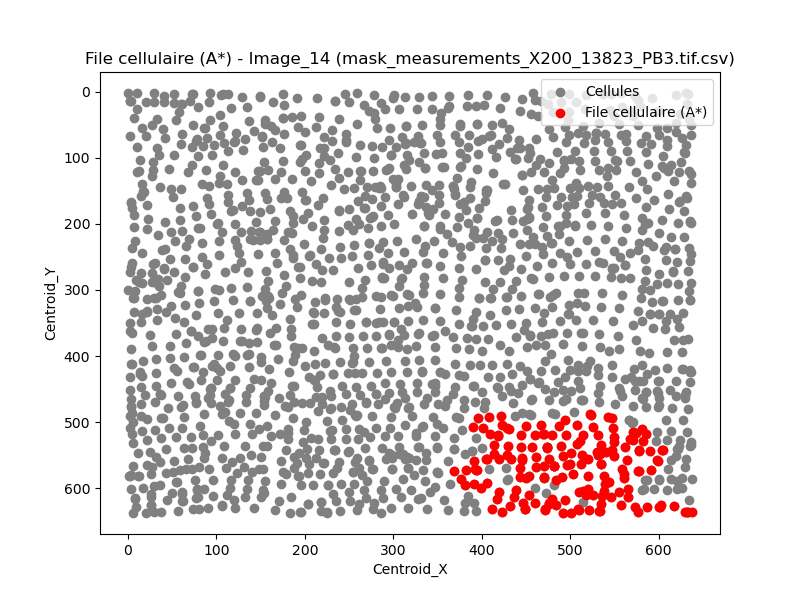 File cellulaire (A*) - Image_14 (mask_measurements_X200_13823_PB3.tif.csv)
Cellules
File cellulaire (A*)
0
100
200
300
400
500
600
Centroid_Y
0 100 200 300 400 500 600
Centroid_X